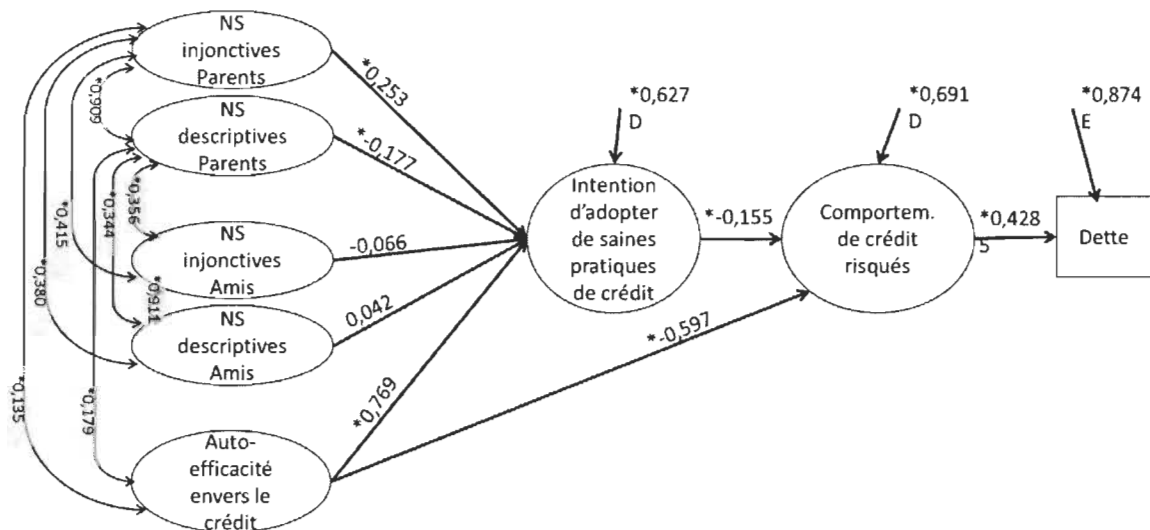 NS
injonctives
Parents
NS
descriptives
Parents
NS
injonctives
Amis
NS
descriptives
Amis
Auto-
efficacité
envers le
crédit
*0,909
*0,356
*0,344
*0,415
*0,911
*0,380
*0,179
*0,135
*0,253
*-0,177
-0,066
0,042
*0,769
*-0,597
*0,627
D
Intention
d'adopter
de saines
pratiques
de crédit
*-0,155
*0,691
D
Comportem.
de crédit
risqués
*0,428
5
*0,874
E
Dette